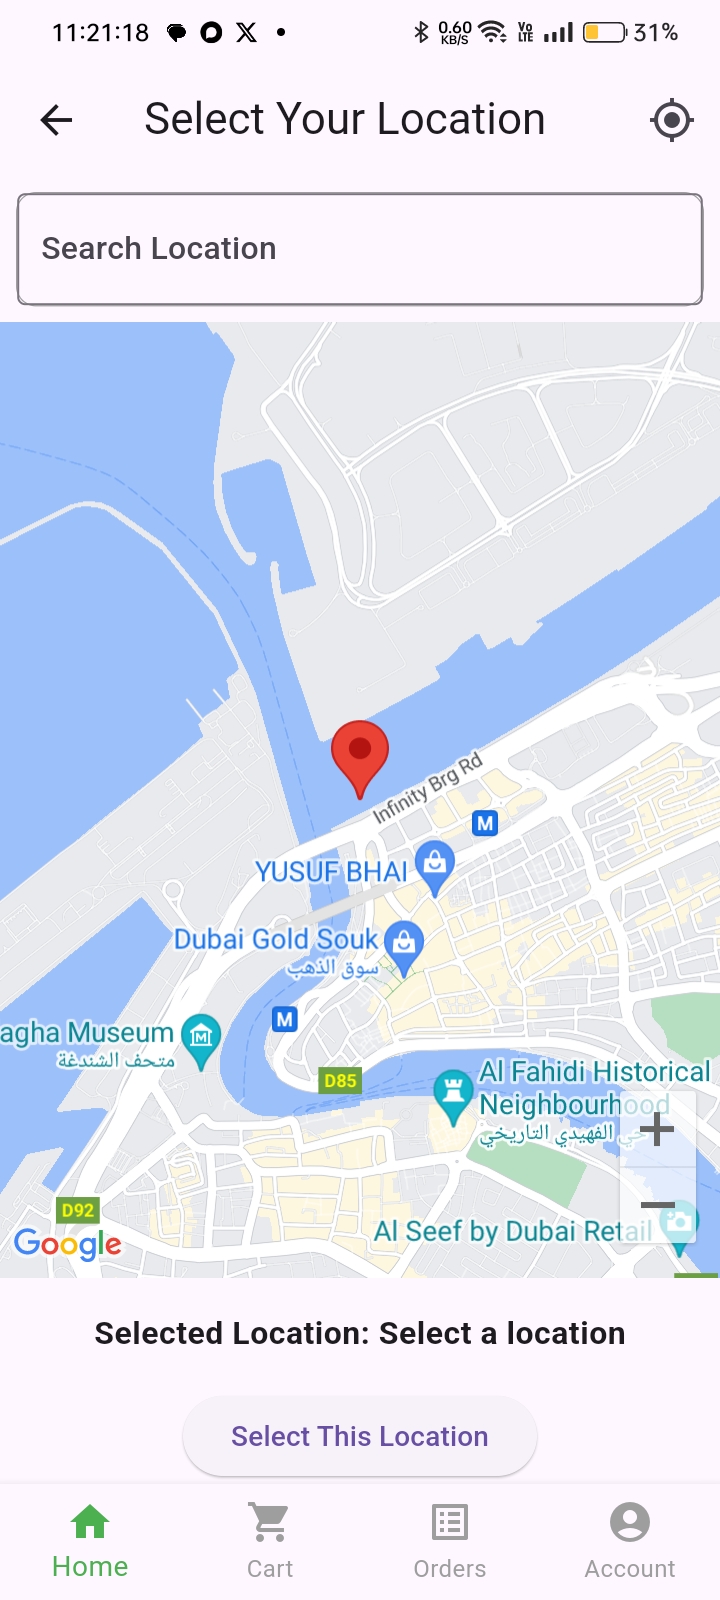 11:21:18 X 0.60 KB/S Vo LTE 31%
Select Your Location
Search Location
Infinity Brg Rd
M
YUSUF BHAI
Dubai Gold Souk
سوق الذهب
M
agha Museum
متحف الشندغة
D85
Al Fahidi Historical
Neighbourhood
حي الفهيدي التاريخي
+
−
D92
Al Seef by Dubai Retail
Google
Selected Location: Select a location
Select This Location
Home Cart Orders Account